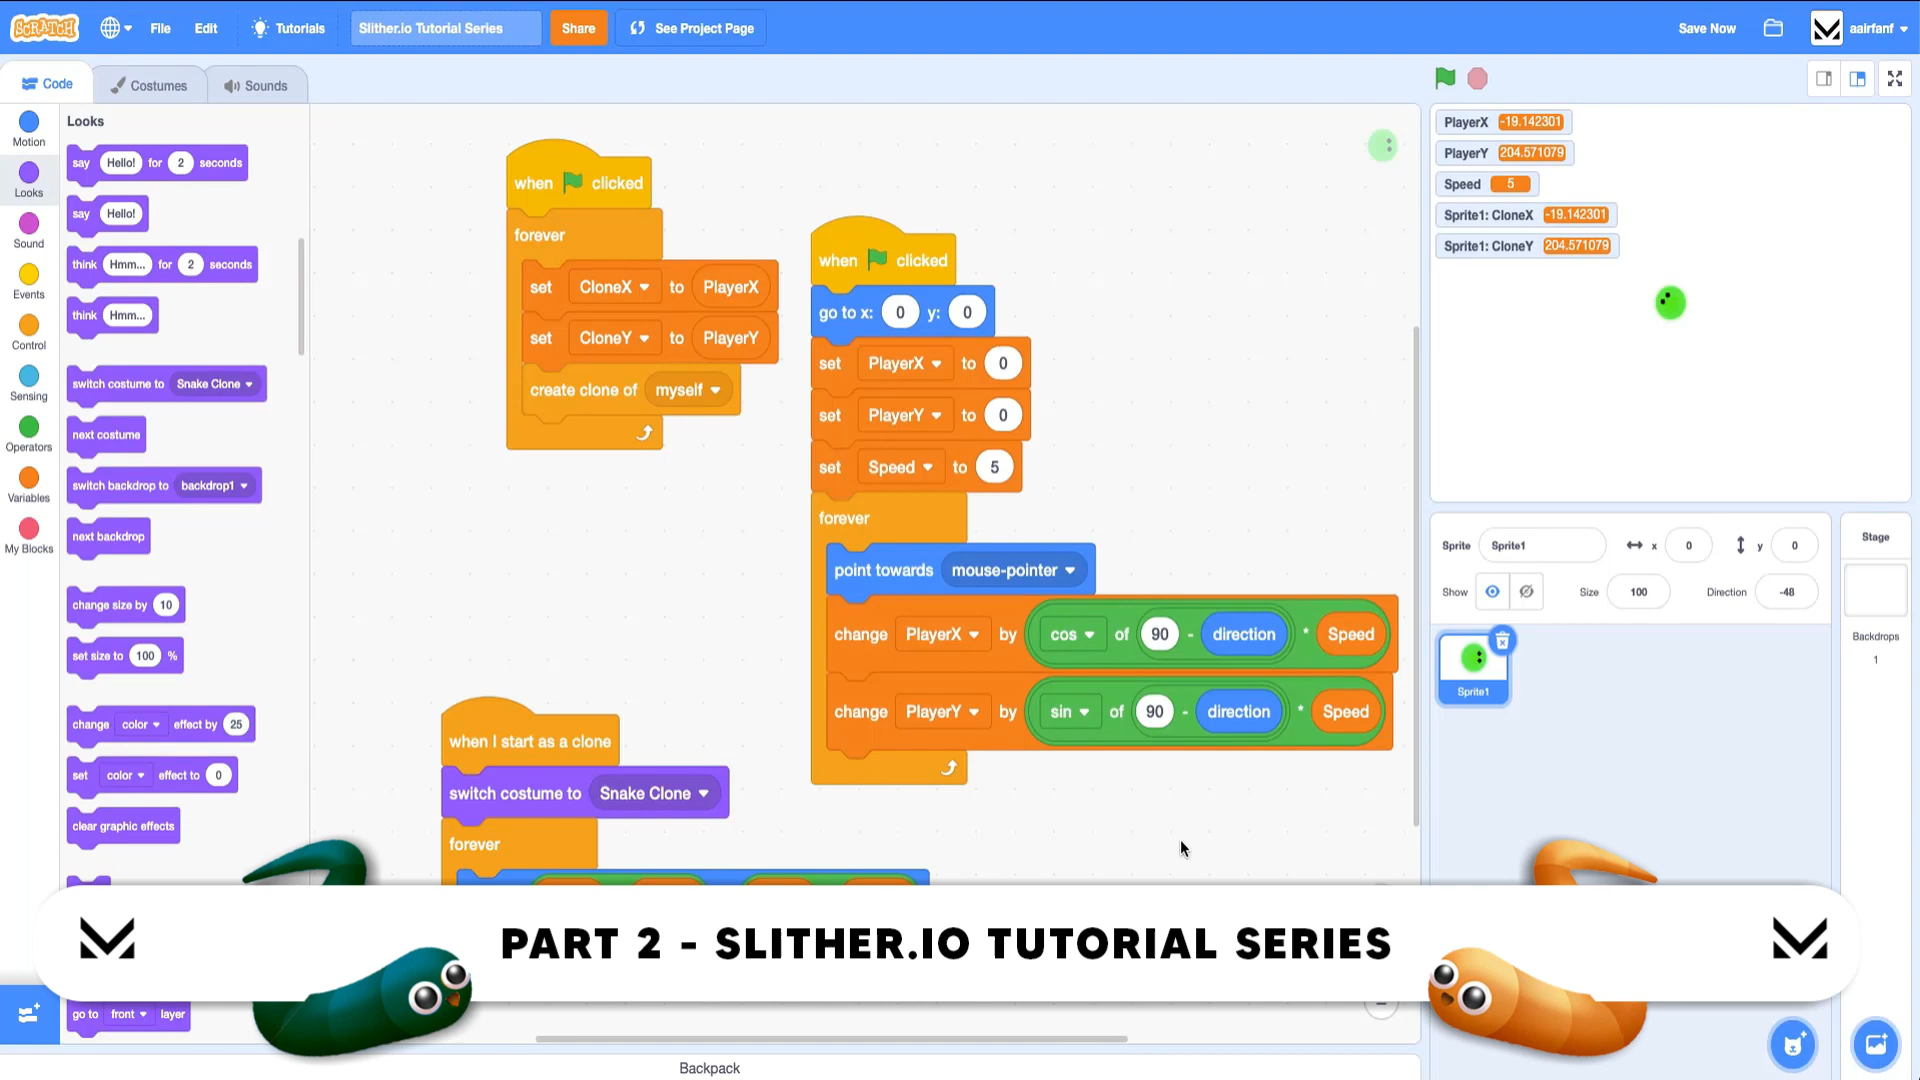 SCRATCH
File
Edit
Tutorials
Slither.io Tutorial Series
Share
See Project Page
Save Now
aairfanf
Code
Costumes
Sounds
Motion
Looks
Sound
Events
Control
Sensing
Operators
Variables
My Blocks
Looks
say Hello! for 2 seconds
say Hello!
think Hmm... for 2 seconds
think Hmm...
switch costume to Snake Clone
next costume
switch backdrop to backdrop1
next backdrop
change size by 10
set size to 100 %
change color effect by 25
set color effect to 0
clear graphic effects
go to front layer
when clicked
forever
set CloneX to PlayerX
set CloneY to PlayerY
create clone of myself
when clicked
go to x: 0 y: 0
set PlayerX to 0
set PlayerY to 0
set Speed to 5
forever
point towards mouse-pointer
change PlayerX by cos of 90 - direction * Speed
change PlayerY by sin of 90 - direction * Speed
when I start as a clone
switch costume to Snake Clone
forever
PlayerX -19.142301
PlayerY 204.571079
Speed 5
Sprite1: CloneX -19.142301
Sprite1: CloneY 204.571079
Sprite Sprite1 x 0 y 0
Show Size 100 Direction -48
Sprite1
Stage
Backdrops
1
PART 2 - SLITHER.IO TUTORIAL SERIES
Backpack